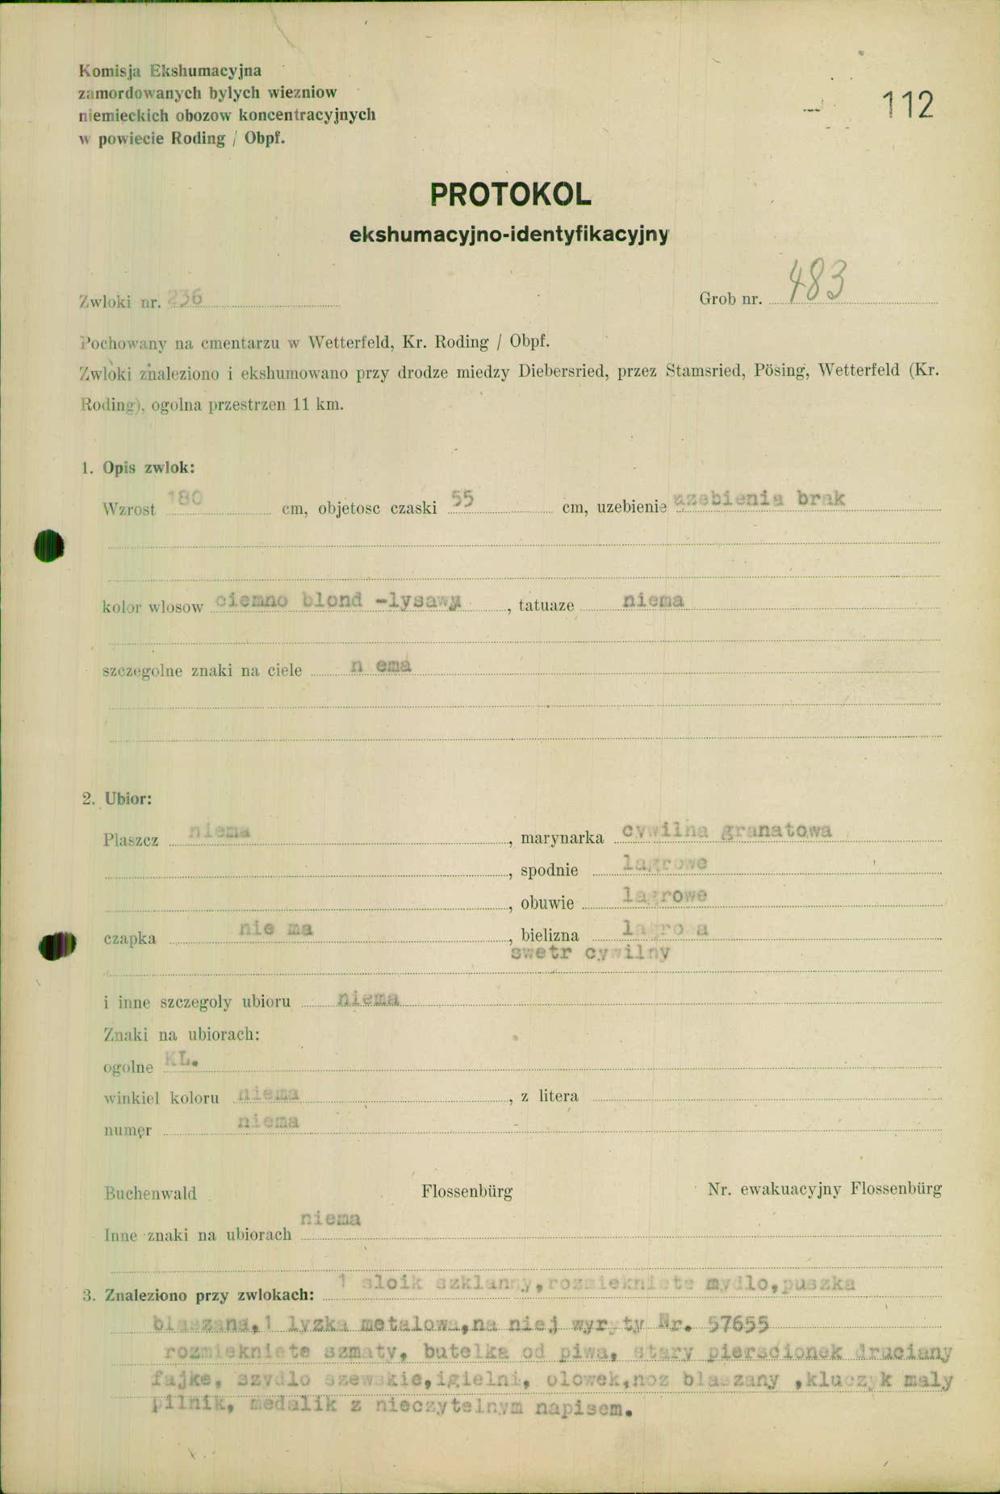 Komisja Ekshumacyjna
zamordowanych bylych wiezniow
niemieckich obozow koncentracyjnych
w powiecie Roding / Obpf.
112
PROTOKOL
ekshumacyjno-identyfikacyjny
Zwloki nr. 236 Grob nr. 483
Pochowany na cmentarzu w Wetterfeld, Kr. Roding / Obpf.
Zwloki znaleziono i ekshumowano przy drodze miedzy Diebersried, przez Stamsried, Pösing, Wetterfeld (Kr.
Roding), ogolna przestrzen 11 km.
1. Opis zwlok:
Wzrost 180 cm, objetosc czaski 55 cm, uzebienie uzebienia brak
kolor wlosow ciemno blond -lysawy, tatuaze niema
szczegolne znaki na ciele n ema
2. Ubior:
Plaszcz niema, marynarka cywilna granatowa
, spodnie lagrowe
, obuwie lagrowe
czapka nie ma, bielizna lagro a
swetr cywilny
i inne szczegoly ubioru niema
Znaki na ubiorach:
ogolne KL.
winkiel koloru niema, z litera
numer niema
Buchenwald Flossenbürg Nr. ewakuacyjny Flossenbürg
Inne znaki na ubiorach niema
3. Znaleziono przy zwlokach: 1 sloik szklanny, rozmiekniete mydlo, puszka
blaszana, 1 lyzka metalowa, na niej wyryty Nr. 57655
rozmiekniete szmaty, butelka od piwa, stary pierscionek druciany
fajke, szydlo szewskie, igielni, olowek, noz blaszany , kluczyk maly
pilnik, medalik z nieczytelnym napisem.